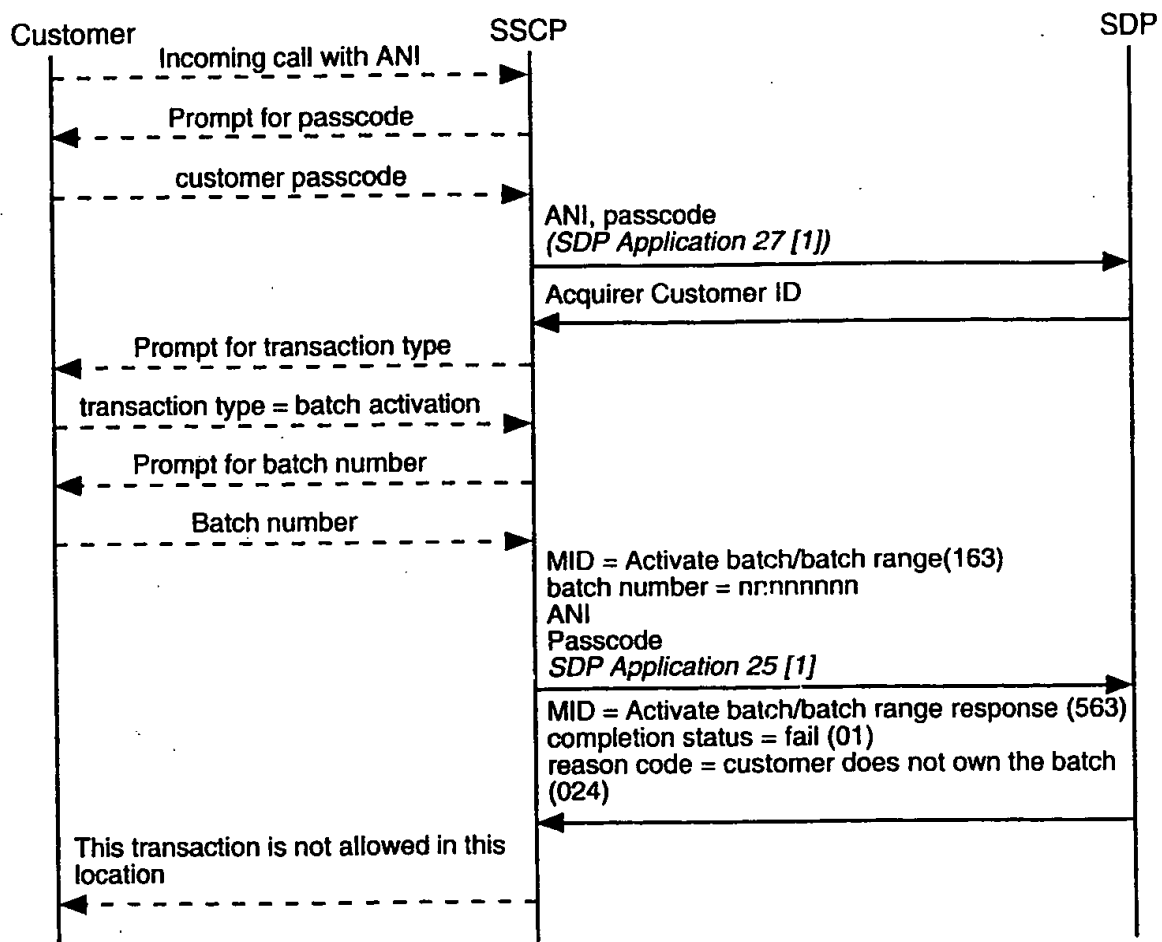 Customer
SSCP
SDP
Incoming call with ANI
Prompt for passcode
customer passcode
ANI, passcode
(SDP Application 27 [1])
Acquirer Customer ID
Prompt for transaction type
transaction type = batch activation
Prompt for batch number
Batch number
MID = Activate batch/batch range(163)
batch number = nnnnnnnn
ANI
Passcode
SDP Application 25 [1]
MID = Activate batch/batch range response (563)
completion status = fail (01)
reason code = customer does not own the batch
(024)
This transaction is not allowed in this
location